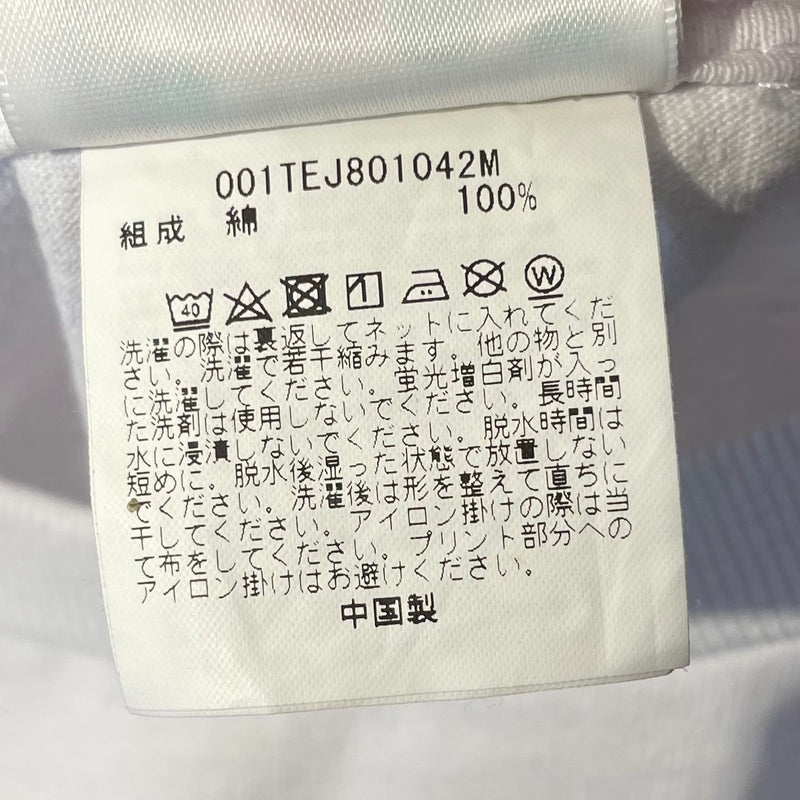 001TEJ801042M
組成 綿 100%
40 1 W
洗濯の際は裏返してネットに入れてくだ
さい。洗濯で若干縮みます。他の物と別
に洗濯してください。蛍光増白剤が入っ
た洗剤は使用しないでください。長時間
水に浸漬しないでください。脱水時間は
短めに。脱水後湿った状態で放置しない
でください。洗濯後は形を整えて直ちに
干してください。アイロン掛けの際は当
て布をしてください。プリント部分への
アイロン掛けはお避けください。
中国製